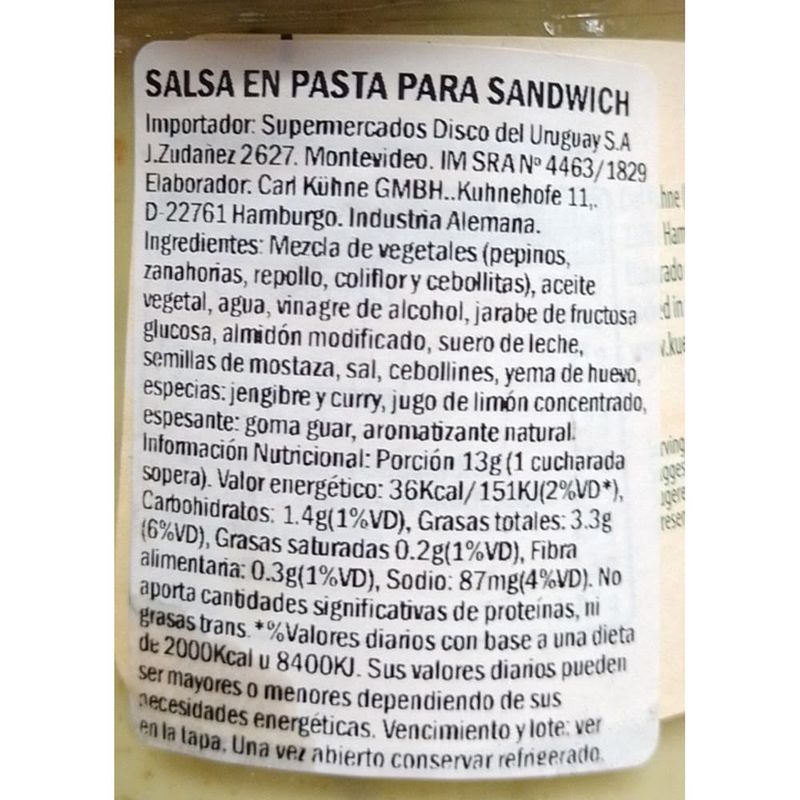 SALSA EN PASTA PARA SANDWICH
Importador: Supermercados Disco del Uruguay S.A
J.Zudañez 2627. Montevideo. IM SRA Nº 4463/1829
Elaborador: Carl Kühne GMBH..Kuhnehofe 11,.
D-22761 Hamburgo. Industria Alemana.
Ingredientes: Mezcla de vegetales (pepinos,
zanahorias, repollo, coliflor y cebollitas), aceite
vegetal, agua, vinagre de alcohol, jarabe de fructosa
glucosa, almidón modificado, suero de leche,
semillas de mostaza, sal, cebollines, yema de huevo,
especias: jengibre y curry, jugo de limón concentrado,
espesante: goma guar, aromatizante natural.
Información Nutricional: Porción 13g (1 cucharada
sopera). Valor energético: 36Kcal/151KJ(2%VD*),
Carbohidratos: 1.4g(1%VD), Grasas totales: 3.3g
(6%VD), Grasas saturadas 0.2g(1%VD), Fibra
alimentaria: 0.3g(1%VD), Sodio: 87mg(4%VD). No
aporta cantidades significativas de proteínas, ni
grasas trans. *%Valores diarios con base a una dieta
de 2000Kcal u 8400KJ. Sus valores diarios pueden
ser mayores o menores dependiendo de sus
necesidades energéticas. Vencimiento y lote: ver
en la tapa. Una vez abierto conservar refrigerado.